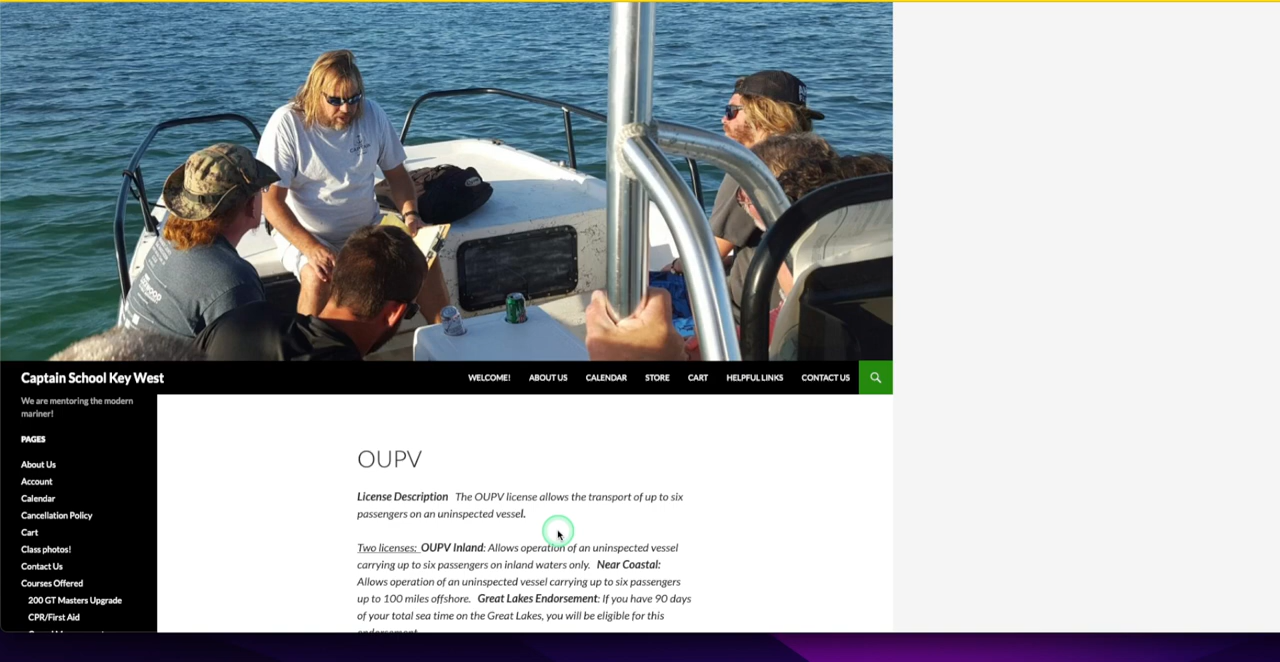 Captain School Key West
WELCOME! ABOUT US CALENDAR STORE CART HELPFUL LINKS CONTACT US
We are mentoring the modern
mariner!
PAGES
About Us
Account
Calendar
Cancellation Policy
Cart
Class photos!
Contact Us
Courses Offered
200 GT Masters Upgrade
CPR/First Aid
OUPV
License Description The OUPV license allows the transport of up to six
passengers on an uninspected vessel.
Two licenses: OUPV Inland: Allows operation of an uninspected vessel
carrying up to six passengers on inland waters only. Near Coastal:
Allows operation of an uninspected vessel carrying up to six passengers
up to 100 miles offshore. Great Lakes Endorsement: If you have 90 days
of your total sea time on the Great Lakes, you will be eligible for this